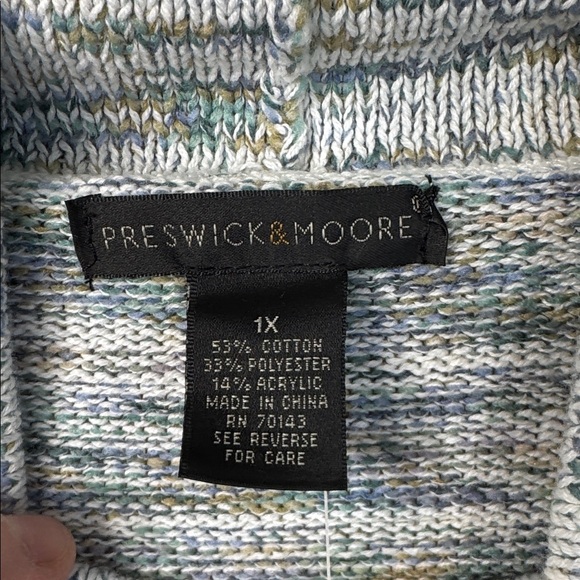 PRESWICK&MOORE
1X
53% COTTON
33% POLYESTER
14% ACRYLIC
MADE IN CHINA
RN 70143
SEE REVERSE
FOR CARE